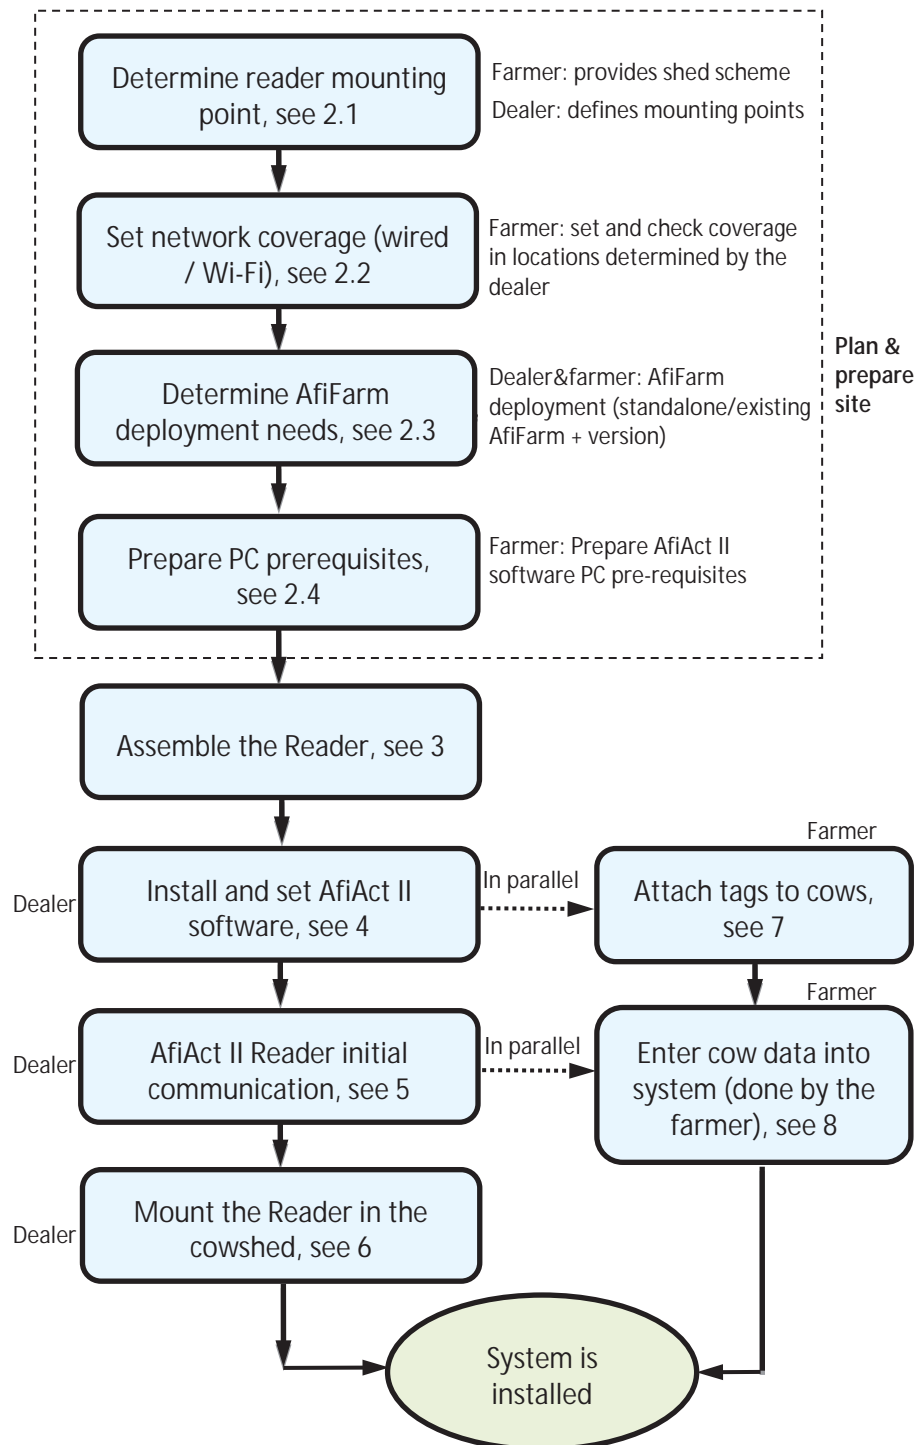 Determine reader mounting
point, see 2.1
Farmer: provides shed scheme
Dealer: defines mounting points
Set network coverage (wired
/ Wi-Fi), see 2.2
Farmer: set and check coverage
in locations determined by the
dealer
Plan &
prepare
site
Determine AfiFarm
deployment needs, see 2.3
Dealer&farmer: AfiFarm
deployment (standalone/existing
AfiFarm + version)
Prepare PC prerequisites,
see 2.4
Farmer: Prepare AfiAct II
software PC pre-requisites
Assemble the Reader, see 3
Dealer
Install and set AfiAct II
software, see 4
In parallel
Farmer
Attach tags to cows,
see 7
Dealer
AfiAct II Reader initial
communication, see 5
In parallel
Farmer
Enter cow data into
system (done by the
farmer), see 8
Dealer
Mount the Reader in the
cowshed, see 6
System is
installed